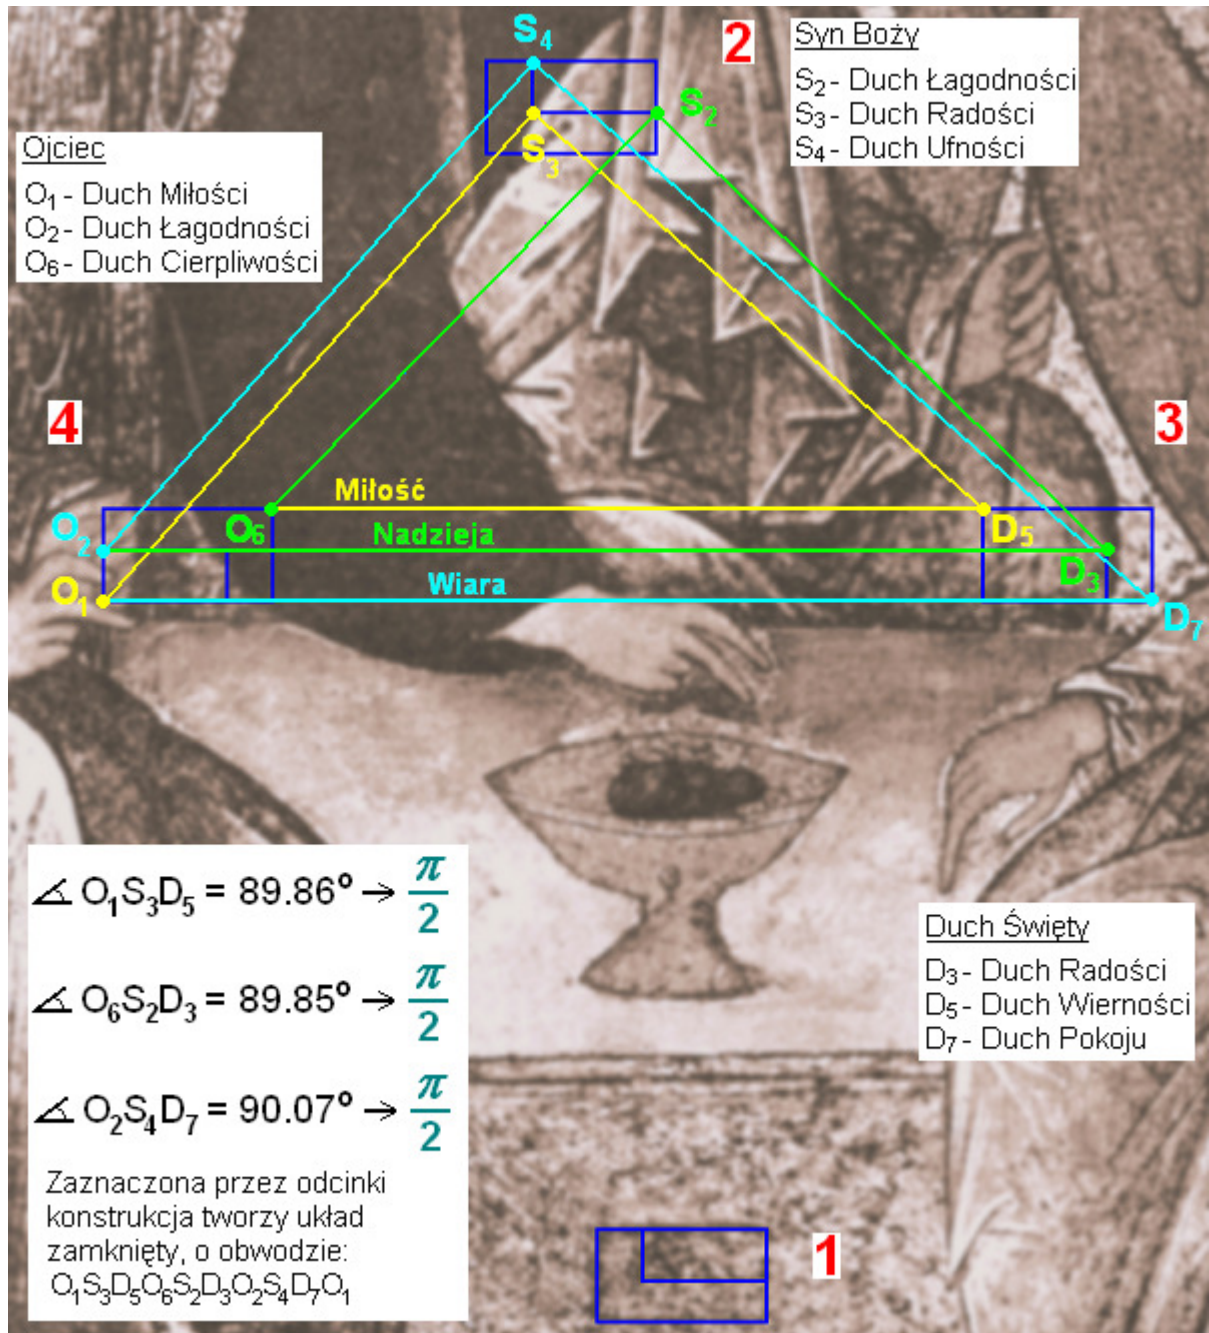 S4
2
Syn Boży
S2 - Duch Łagodności
S3 - Duch Radości
S4 - Duch Ufności
S2
S3
Ojciec
O1 - Duch Miłości
O2 - Duch Łagodności
O6 - Duch Cierpliwości
4
3
Miłość
O2
O6
Nadzieja
D5
D3
O1
Wiara
D7
∡ O1S3D5 = 89.86° → π/2
∡ O6S2D3 = 89.85° → π/2
∡ O2S4D7 = 90.07° → π/2
Zaznaczona przez odcinki
konstrukcja tworzy układ
zamknięty, o obwodzie:
O1S3D5O6S2D3O2S4D7O1
Duch Święty
D3 - Duch Radości
D5 - Duch Wierności
D7 - Duch Pokoju
1